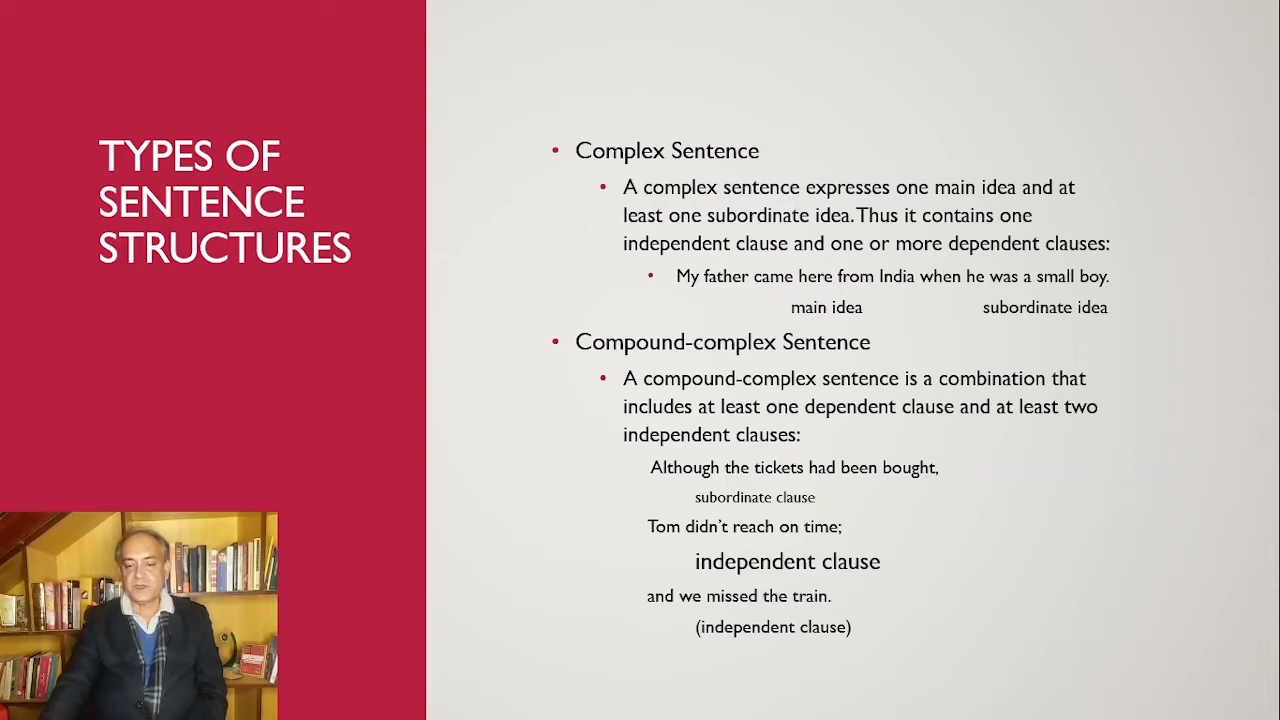 TYPES OF
SENTENCE
STRUCTURES
• Complex Sentence
• A complex sentence expresses one main idea and at
least one subordinate idea. Thus it contains one
independent clause and one or more dependent clauses:
• My father came here from India when he was a small boy.
main idea subordinate idea
• Compound-complex Sentence
• A compound-complex sentence is a combination that
includes at least one dependent clause and at least two
independent clauses:
Although the tickets had been bought,
subordinate clause
Tom didn’t reach on time;
independent clause
and we missed the train.
(independent clause)